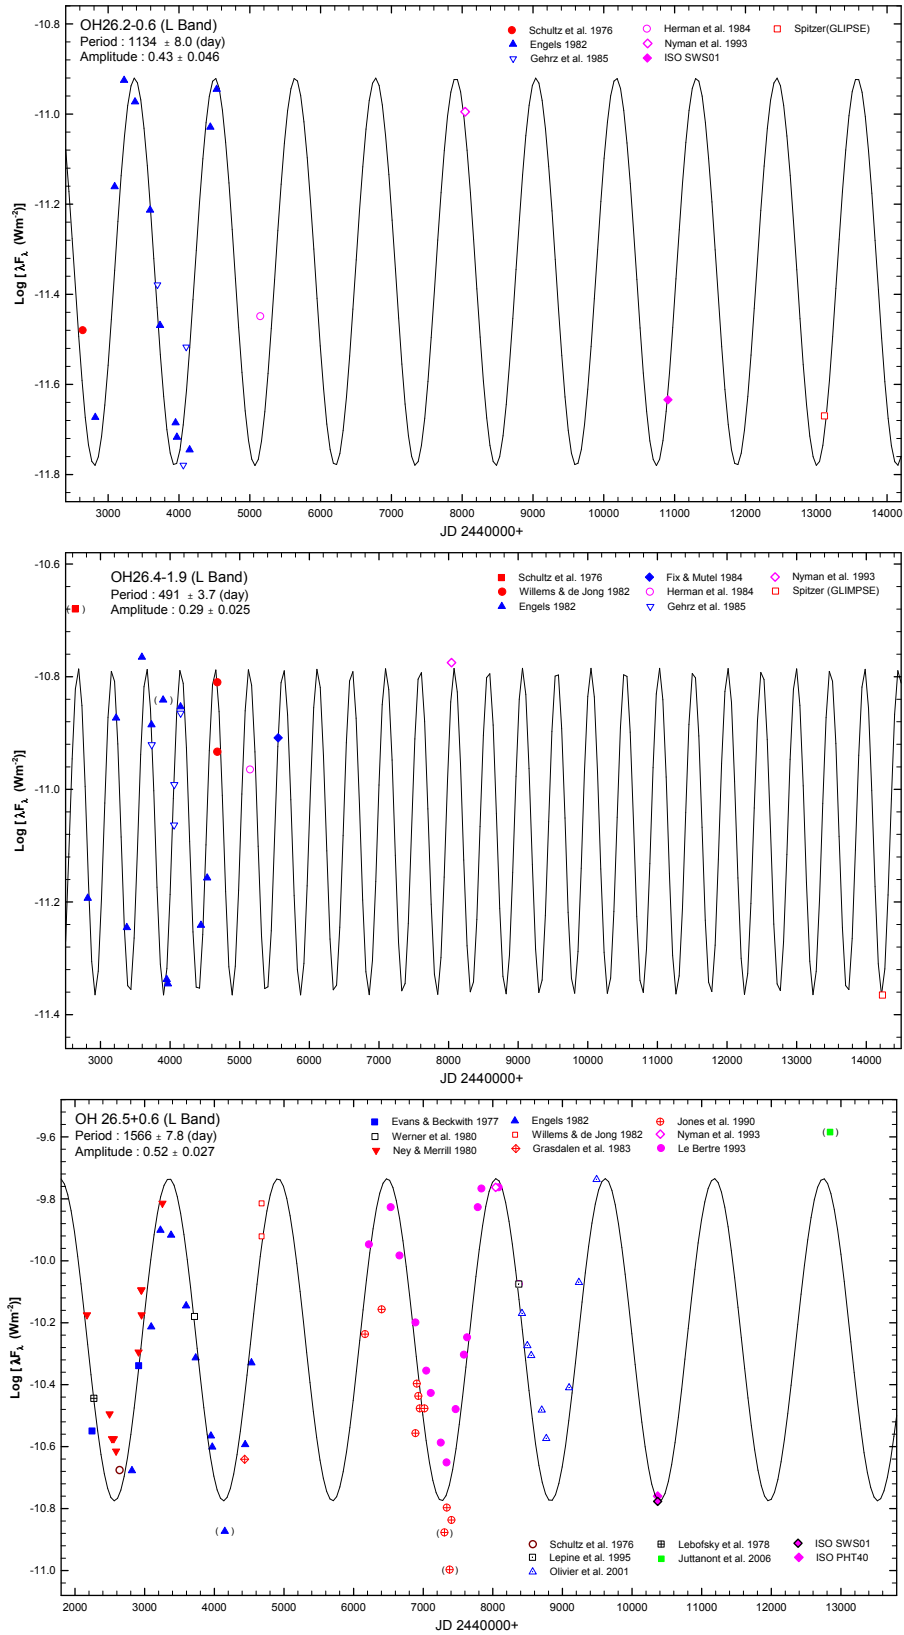 OH26.2-0.6 (L Band)
Period : 1134 ± 8.0 (day)
Amplitude : 0.43 ± 0.046
Schultz et al. 1976
Engels 1982
Gehrz et al. 1985
Herman et al. 1984
Nyman et al. 1993
ISO SWS01
Spitzer(GLIPSE)
-10.8
-11.0
-11.2
-11.4
-11.6
-11.8
Log [ λFλ (Wm-2)]
3000 4000 5000 6000 7000 8000 9000 10000 11000 12000 13000 14000
JD 2440000+
OH26.4-1.9 (L Band)
Period : 491 ± 3.7 (day)
Amplitude : 0.29 ± 0.025
Schultz et al. 1976
Willems & de Jong 1982
Engels 1982
Fix & Mutel 1984
Herman et al. 1984
Gehrz et al. 1985
Nyman et al. 1993
Spitzer (GLIMPSE)
( )
( )
-10.6
-10.8
-11.0
-11.2
-11.4
Log [ λFλ (Wm-2)]
3000 4000 5000 6000 7000 8000 9000 10000 11000 12000 13000 14000
JD 2440000+
OH 26.5+0.6 (L Band)
Period : 1566 ± 7.8 (day)
Amplitude : 0.52 ± 0.027
Evans & Beckwith 1977
Werner et al. 1980
Ney & Merrill 1980
Engels 1982
Willems & de Jong 1982
Grasdalen et al. 1983
Jones et al. 1990
Nyman et al. 1993
Le Bertre 1993
( )
( )
( )
( )
-9.6
-9.8
-10.0
-10.2
-10.4
-10.6
-10.8
-11.0
Log [ λFλ (Wm-2)]
Schultz et al. 1976
Lepine et al. 1995
Olivier et al. 2001
Lebofsky et al. 1978
Juttanont et al. 2006
ISO SWS01
ISO PHT40
2000 3000 4000 5000 6000 7000 8000 9000 10000 11000 12000 13000
JD 2440000+